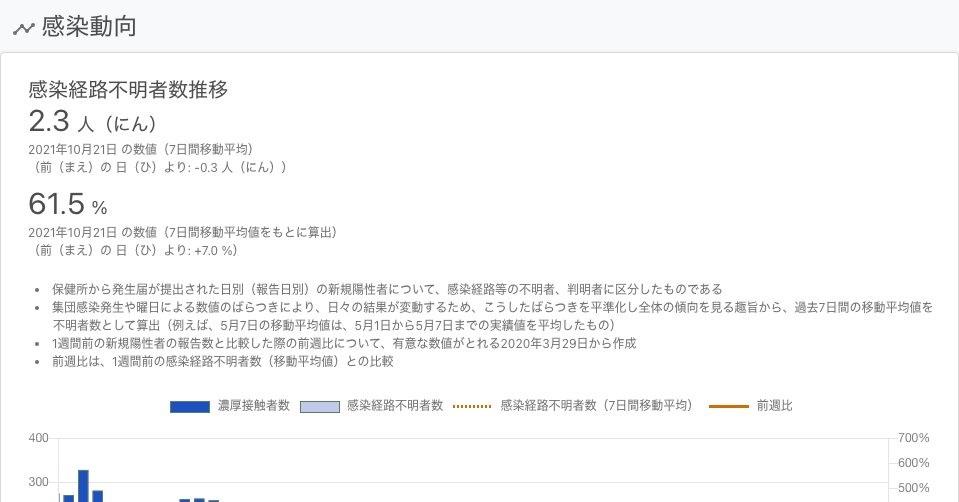 感染動向
感染経路不明者数推移
2.3 人（にん）
2021年10月21日 の数値（7日間移動平均）
（前（まえ）の 日（ひ）より: -0.3 人（にん））
61.5 %
2021年10月21日 の数値（7日間移動平均値をもとに算出）
（前（まえ）の 日（ひ）より: +7.0 %）
• 保健所から発生届が提出された日別（報告日別）の新規陽性者について、感染経路等の不明者、判明者に区分したものである
• 集団感染発生や曜日による数値のばらつきにより、日々の結果が変動するため、こうしたばらつきを平準化し全体の傾向を見る趣旨から、過去7日間の移動平均値を
不明者数として算出（例えば、5月7日の移動平均値は、5月1日から5月7日までの実績値を平均したもの）
• 1週間前の新規陽性者の報告数と比較した際の前週比について、有意な数値がとれる2020年3月29日から作成
• 前週比は、1週間前の感染経路不明者数（移動平均値）との比較
濃厚接触者数 感染経路不明者数 感染経路不明者数（7日間移動平均） 前週比
400 700%
600%
300 500%